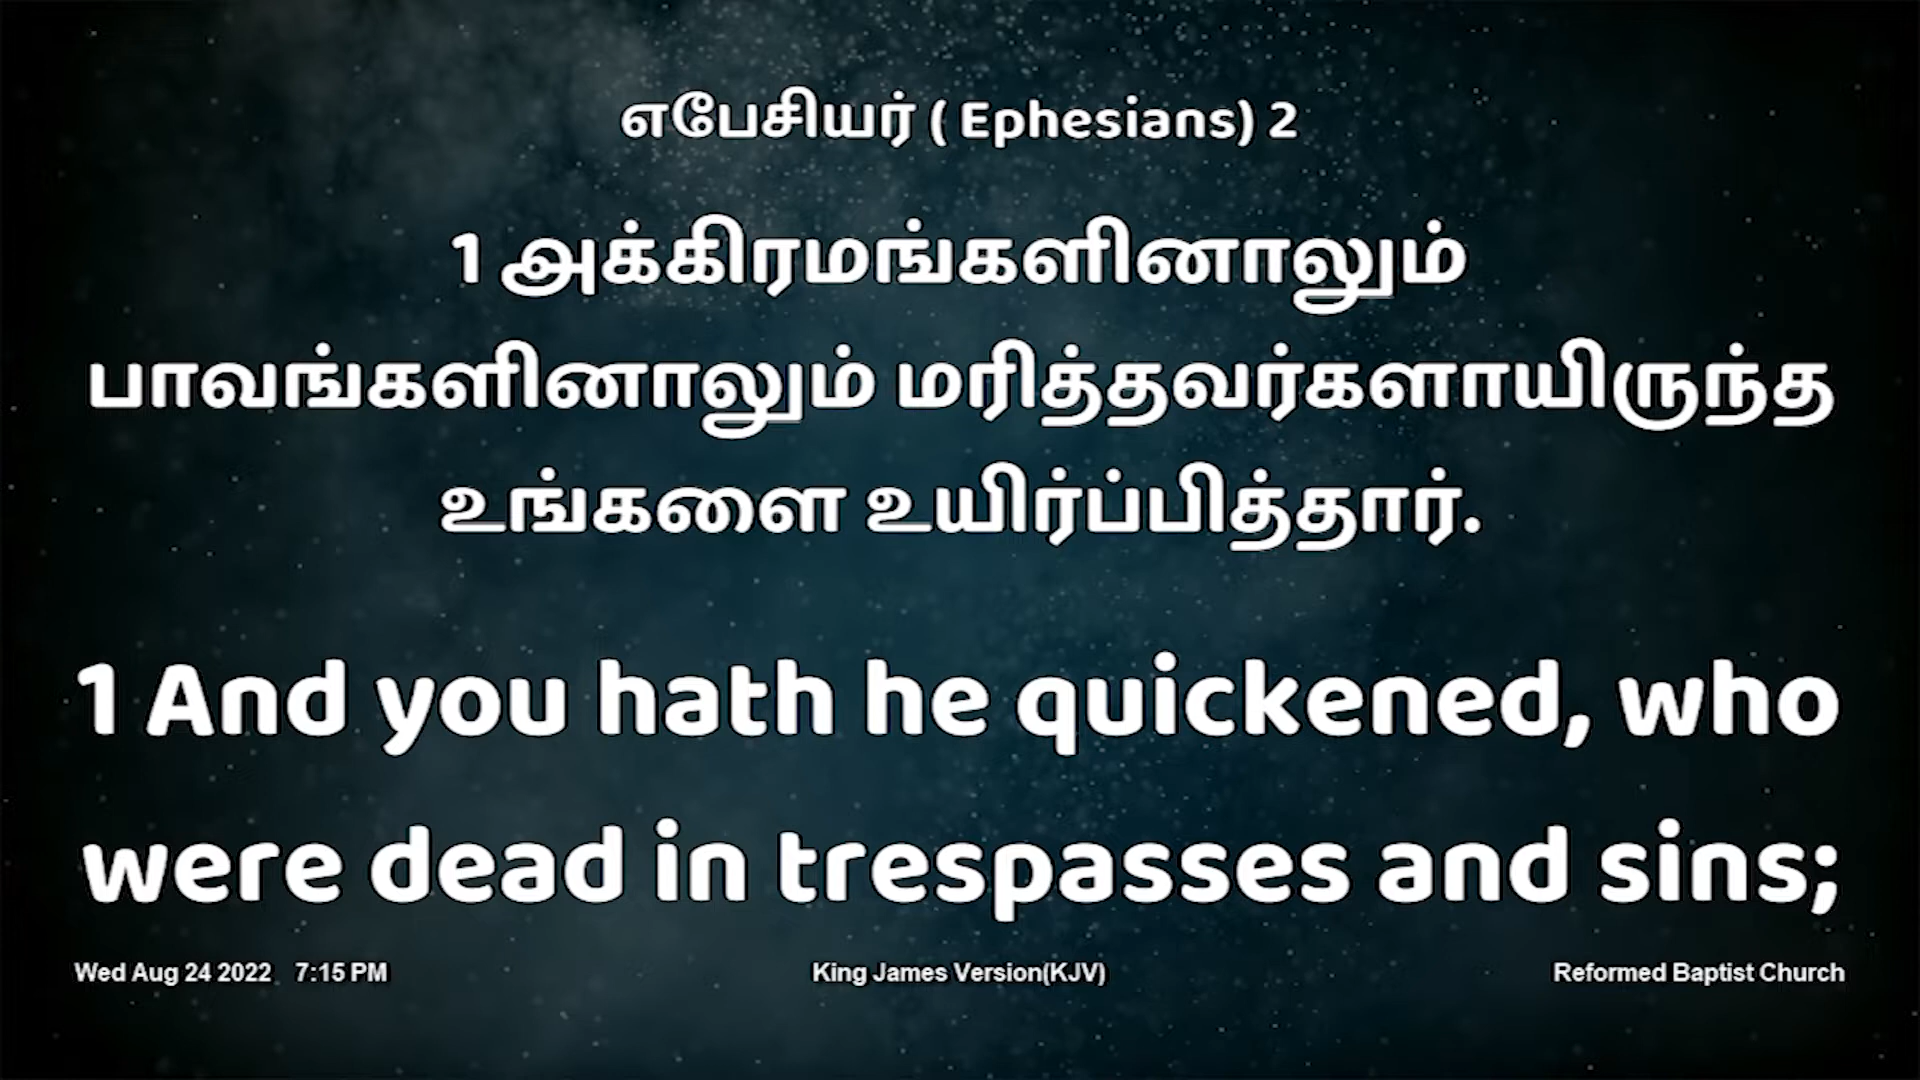 எபேசியர் ( Ephesians) 2
1 அக்கிரமங்களினாலும்
பாவங்களினாலும் மரித்தவர்களாயிருந்த
உங்களை உயிர்ப்பித்தார்.
1 And you hath he quickened, who
were dead in trespasses and sins;
Wed Aug 24 2022 7:15 PM King James Version(KJV) Reformed Baptist Church